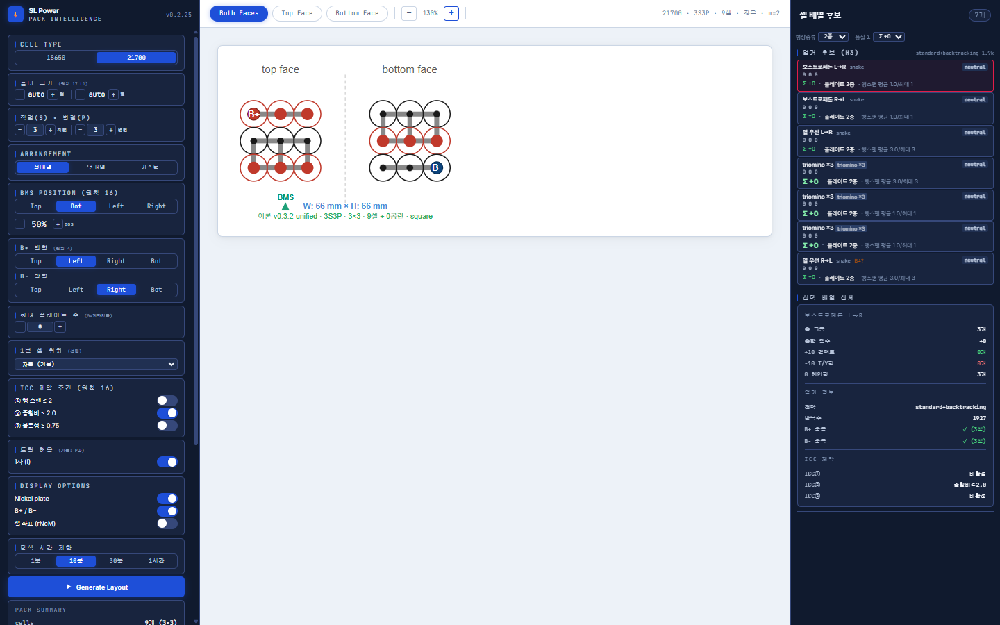 SL Power
PACK INTELLIGENCE
v0.2.25
CELL TYPE
18650
21700
홀더 크기 (원칙 17 L1)
− auto + 행 − auto + 열
직렬(S) × 병렬(P)
− 3 + 직렬 − 3 + 병렬
ARRANGEMENT
정배열
엇배열
커스텀
BMS POSITION (원칙 16)
Top
Bot
Left
Right
− 50% + pos
B+ 방향 (원칙 4)
Top
Left
Right
Bot
B- 방향
Top
Left
Right
Bot
최대 플레이트 수 (0=제한없음)
− 0 +
1번 셀 위치
자동 (기본)
ICC 제약 조건 (원칙 16)
① 행 스팬 ≤ 2
② 종횡비 ≤ 2.0
③ 볼록성 ≥ 0.75
도형 허용
1자 (I)
DISPLAY OPTIONS
Nickel plate
B+ / B−
셀 좌표 (rNcM)
탐색 시간 제한
1분
10분
30분
1시간
▶ Generate Layout
PACK SUMMARY
cells
9개 (3×3)
Both Faces
Top Face
Bottom Face
− 130% +
21700 · 3S3P · 9셀 · 좌우 · m=2
top face
bottom face
B+
B-
BMS
W: 66 mm × H: 66 mm
이론 v0.3.2-unified · 3S3P · 3×3 · 9셀 + 0공란 · square
셀 배열 후보
7개
형상종류 2종 품질 Σ Σ +0
열거 후보 (H3)
standard+backtracking 1.9k
보스트로페돈 L→R snake
neutral
0 0 0
Σ +0 · 플레이트 2종 · 행스팬 평균 1.0/최대 1
보스트로페돈 R→L snake
neutral
0 0 0
Σ +0 · 플레이트 2종 · 행스팬 평균 1.0/최대 1
열 우선 L→R snake
neutral
0 0 0
Σ +0 · 플레이트 2종 · 행스팬 평균 3.0/최대 3
triomino ×3 triomino ×3
neutral
0 0 0
Σ +0 · 플레이트 2종 · 행스팬 평균 3.0/최대 3
triomino ×3 triomino ×3
neutral
0 0 0
Σ +0 · 플레이트 2종 · 행스팬 평균 1.0/최대 1
triomino ×3 triomino ×3
neutral
0 0 0
Σ +0 · 플레이트 2종 · 행스팬 평균 1.0/최대 1
열 우선 R→L snake B+?
neutral
0 0 0
Σ +0 · 플레이트 2종 · 행스팬 평균 3.0/최대 3
선택 배열 상세
보스트로페돈 L→R
총 그룹
3개
총합 점수
+0
+10 컴팩트
0개
-10 T/Y형
0개
0 체인형
3개
열거 정보
전략
standard+backtracking
반복수
1927
B+ 충족
✓ (3셀)
B- 충족
✓ (3셀)
ICC 제약
ICC①
비활성
ICC②
종횡비≤2.0
ICC③
비활성